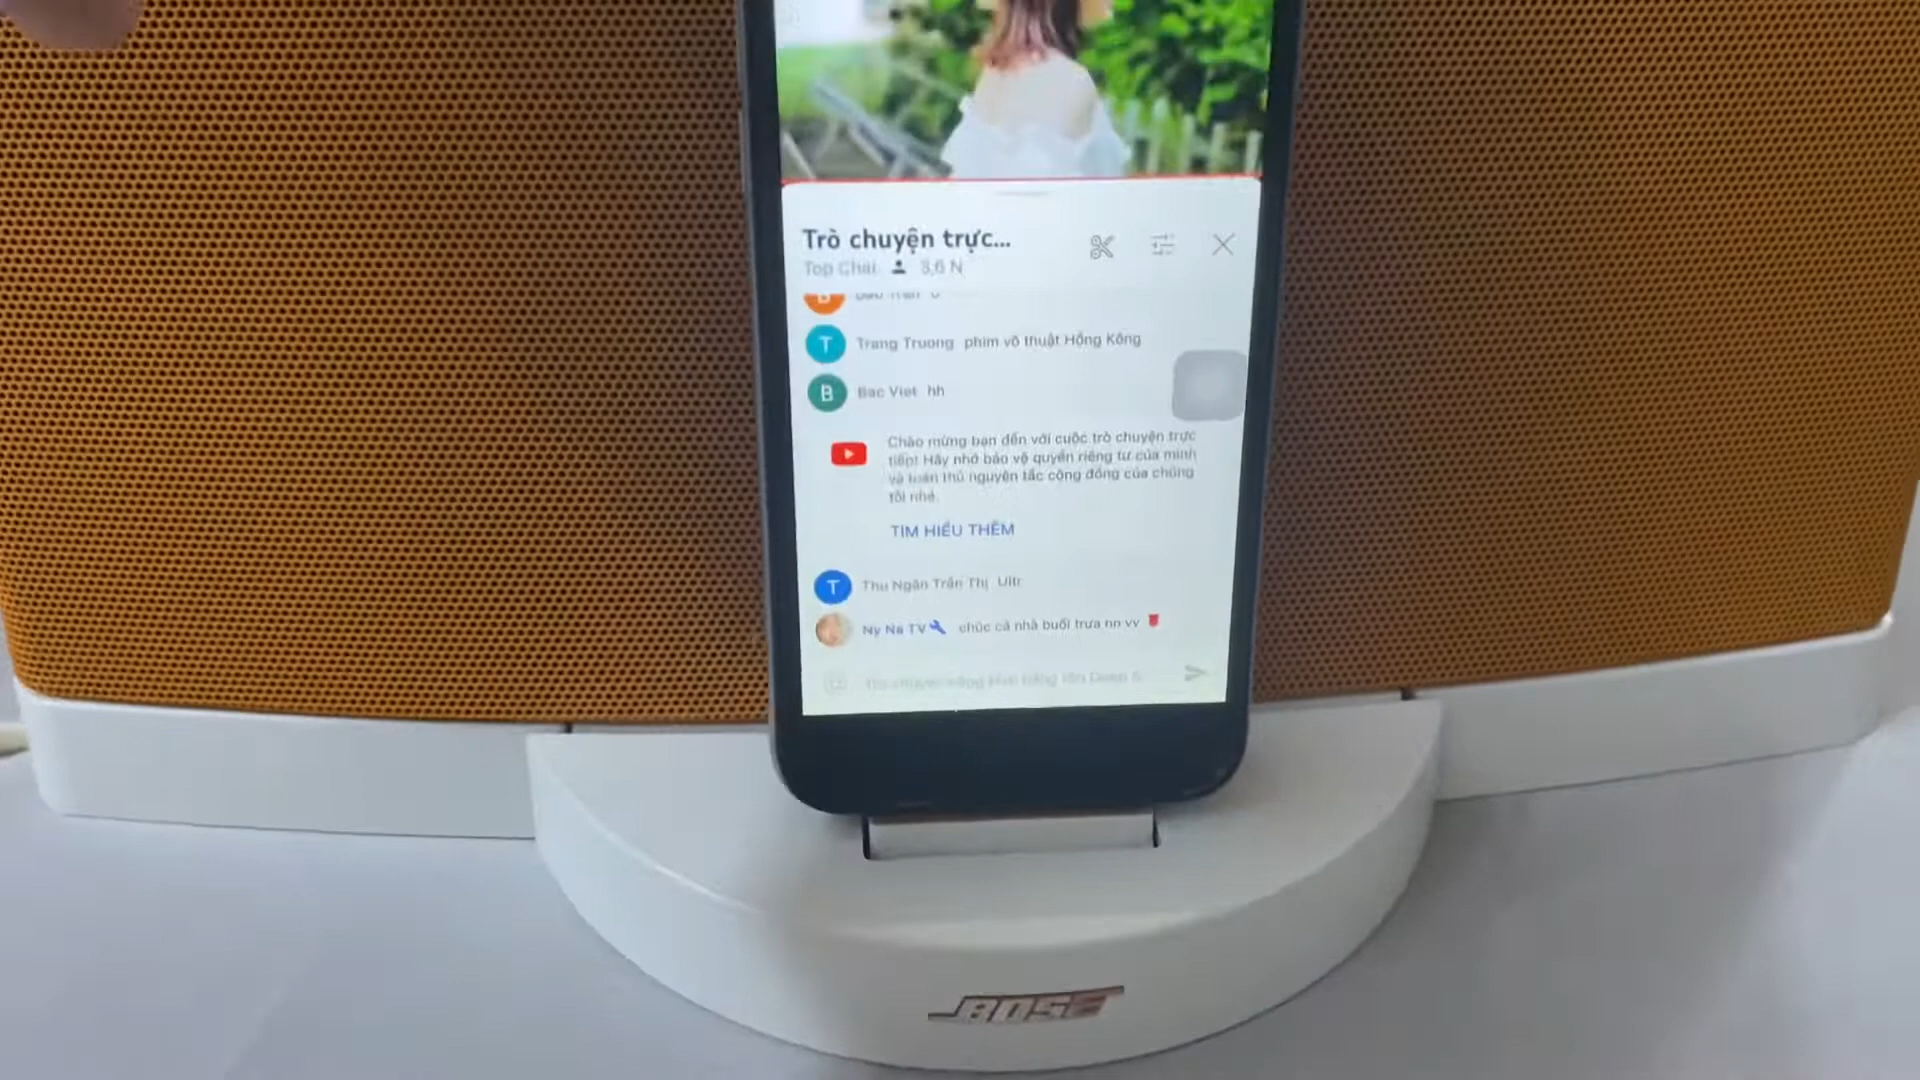 Trò chuyện trực...
Top Chat 3,6 N
B
T Trang Truong phim võ thuật Hồng Kông
B Bac Viet hh
Chào mừng bạn đến với cuộc trò chuyện trực
tiếp! Hãy nhớ bảo vệ quyền riêng tư của mình
và tuân thủ nguyên tắc cộng đồng của chúng
tôi nhé.
TÌM HIỂU THÊM
T Thu Ngân Trần Thị Ultr
Ny Na TV chúc cả nhà buổi trưa nn vv
BOSE